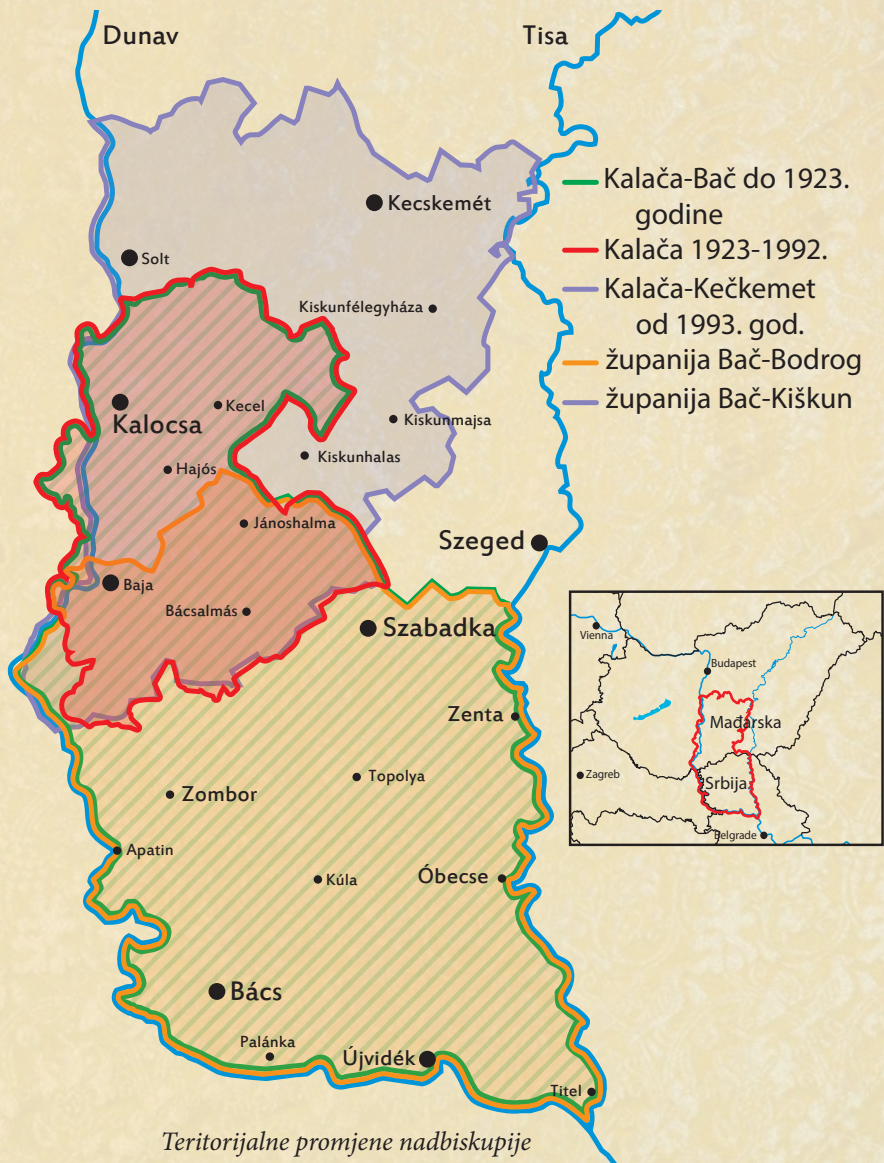 Dunav
Tisa
Kecskemét
Solt
Kiskunfélegyháza
Kalocsa
Kecel
Kiskunmajsa
Hajós
Kiskunhalas
Jánoshalma
Szeged
Baja
Bácsalmás
Szabadka
Zenta
Zombor
Topolya
Apatin
Kúla
Óbecse
Bács
Palánka
Újvidék
Titel
Kalača-Bač do 1923.
godine
Kalača 1923-1992.
Kalača-Kečkemet
od 1993. god.
županija Bač-Bodrog
županija Bač-Kiškun
Vienna
Budapest
Mađarska
Zagreb
Srbija
Belgrade
Teritorijalne promjene nadbiskupije